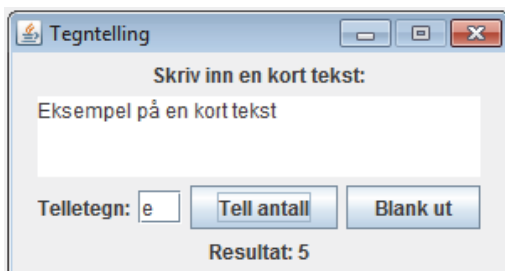 Tegntelling
Skriv inn en kort tekst:
Eksempel på en kort tekst
Telletegn: e Tell antall Blank ut
Resultat: 5